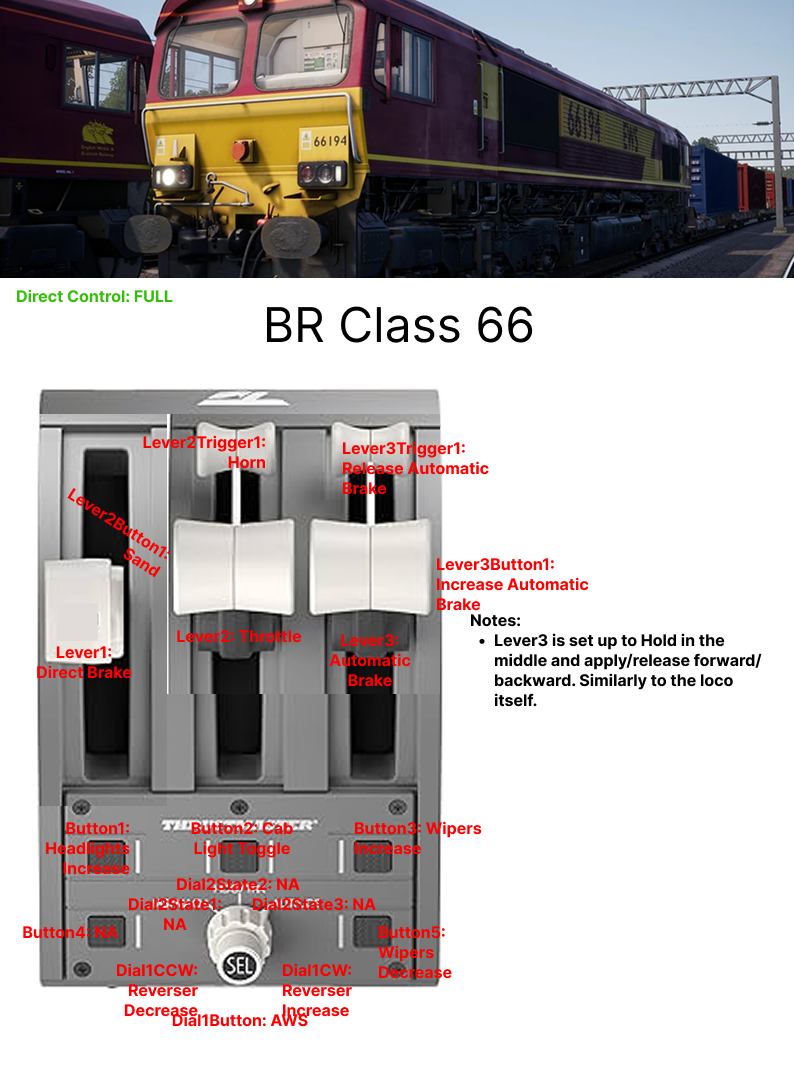 66194
EWS
66194
Direct Control: FULL
BR Class 66
Lever2Trigger1:
Horn
Lever3Trigger1:
Release Automatic
Brake
Lever2Button1:
Sand
Lever3Button1:
Increase Automatic
Brake
Notes:
• Lever3 is set up to Hold in the
middle and apply/release forward/
backward. Similarly to the loco
itself.
Lever2: Throttle
Lever3:
Automatic
Brake
Lever1:
Direct Brake
THRUSTMASTER
Button1:
Headlights
Increase
Button2: Cab
Light Toggle
Button3: Wipers
Increase
Dial2State2: NA
Dial2State1:
NA
Dial2State3: NA
Button4: NA
Button5:
Wipers
Decrease
SEL
Dial1CCW:
Reverser
Decrease
Dial1CW:
Reverser
Increase
Dial1Button: AWS